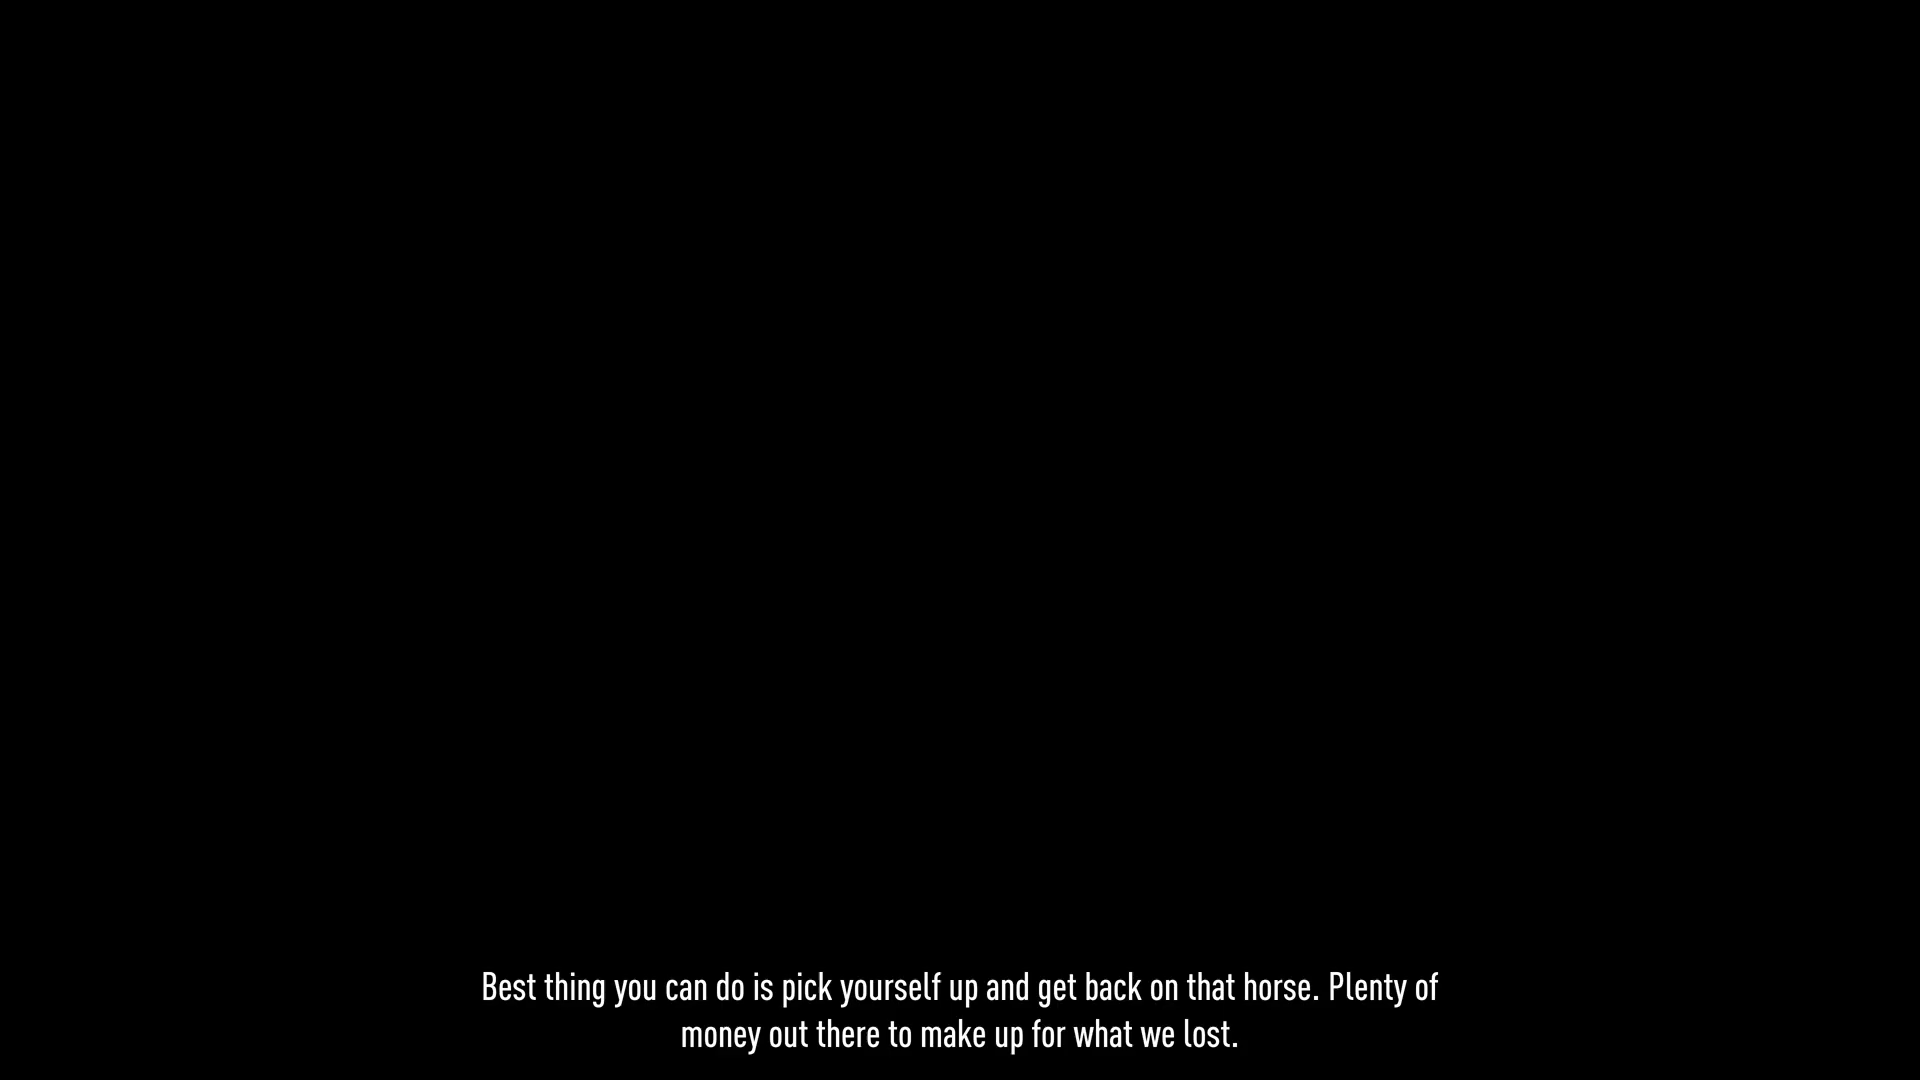 Best thing you can do is pick yourself up and get back on that horse. Plenty of
money out there to make up for what we lost.